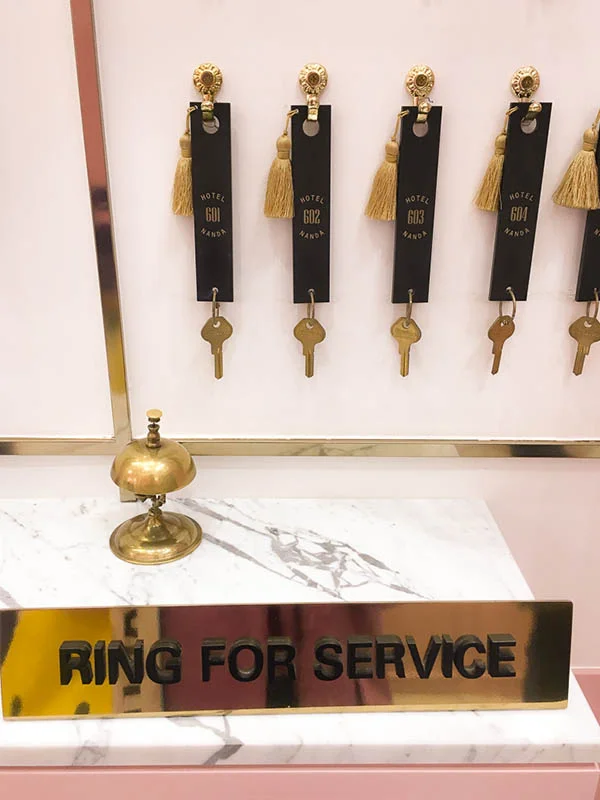 HOTEL
601
NANDA
HOTEL
602
NANDA
HOTEL
603
NANDA
HOTEL
604
NANDA
RING FOR SERVICE